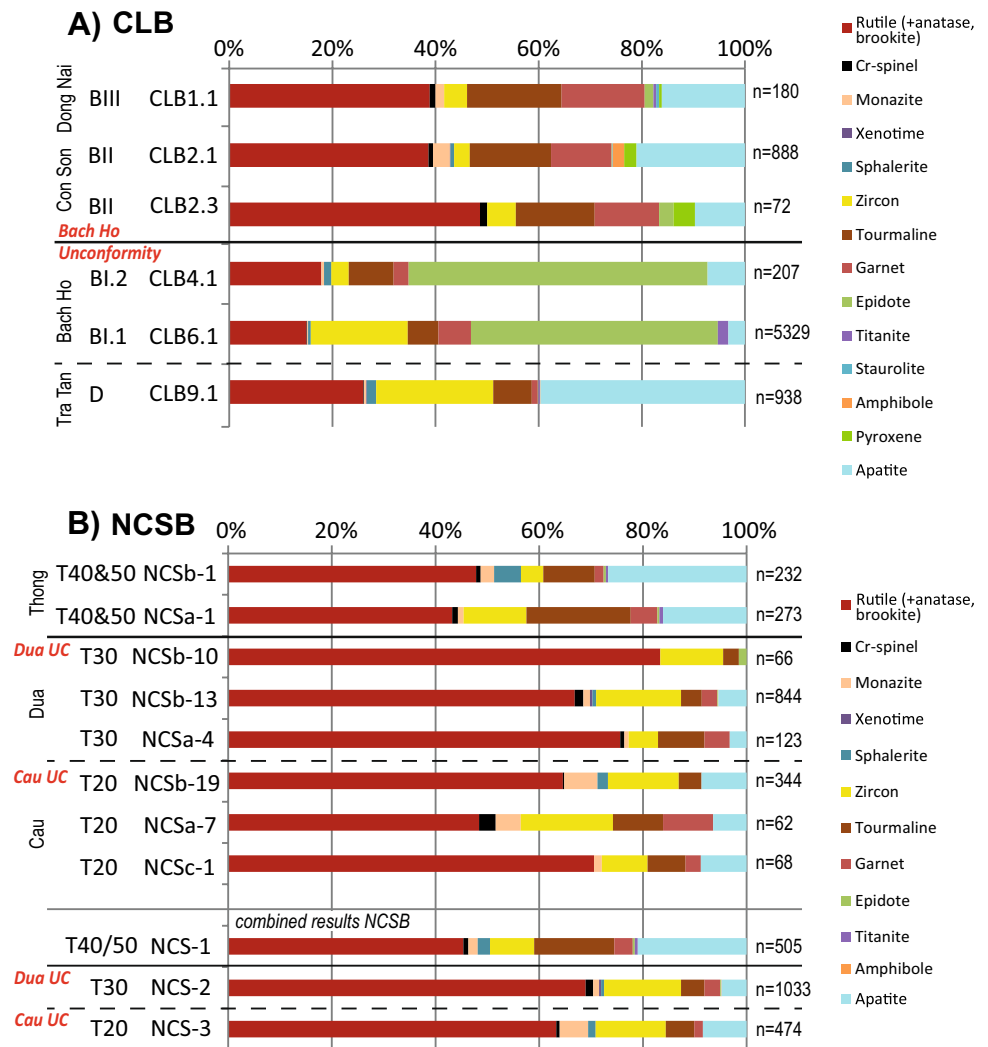 A) CLB
0% 20% 40% 60% 80% 100%
Dong Nai
BIII CLB1.1 n=180
Con Son
BII CLB2.1 n=888
BII CLB2.3 n=72
Bach Ho
Unconformity
Bach Ho
BI.2 CLB4.1 n=207
BI.1 CLB6.1 n=5329
Tra Tan
D CLB9.1 n=938
Rutile (+anatase,
brookite)
Cr-spinel
Monazite
Xenotime
Sphalerite
Zircon
Tourmaline
Garnet
Epidote
Titanite
Staurolite
Amphibole
Pyroxene
Apatite
B) NCSB
0% 20% 40% 60% 80% 100%
Thong
T40&50 NCSb-1 n=232
T40&50 NCSa-1 n=273
Dua UC
T30 NCSb-10 n=66
Dua
T30 NCSb-13 n=844
T30 NCSa-4 n=123
Cau UC
T20 NCSb-19 n=344
Cau
T20 NCSa-7 n=62
T20 NCSc-1 n=68
combined results NCSB
T40/50 NCS-1 n=505
Dua UC
T30 NCS-2 n=1033
Cau UC
T20 NCS-3 n=474
Rutile (+anatase,
brookite)
Cr-spinel
Monazite
Xenotime
Sphalerite
Zircon
Tourmaline
Garnet
Epidote
Titanite
Amphibole
Apatite